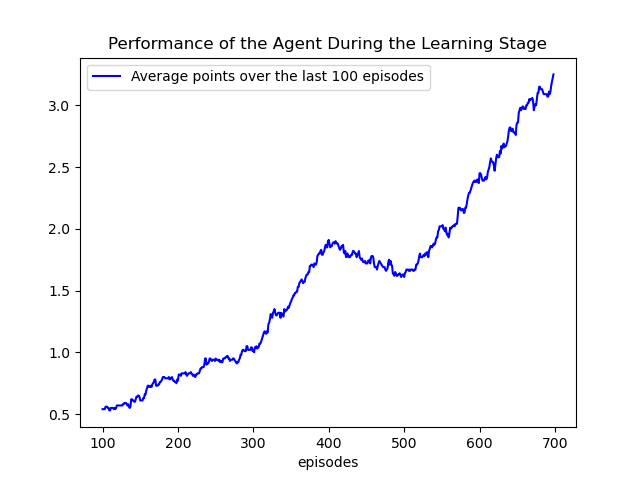 Performance of the Agent During the Learning Stage
Average points over the last 100 episodes
3.0
2.5
2.0
1.5
1.0
0.5
100 200 300 400 500 600 700
episodes